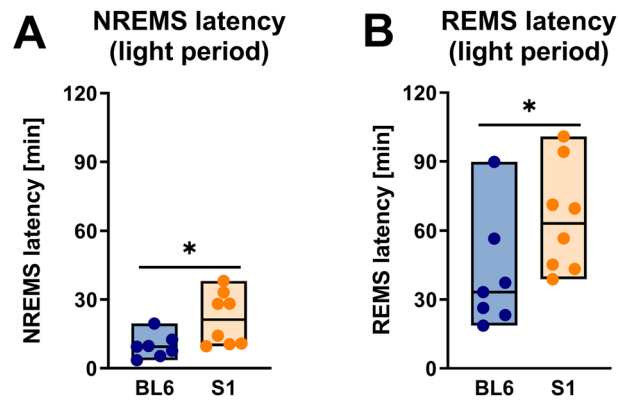 A
NREMS latency
(light period)
NREMS latency [min]
120
90
60
30
0
*
BL6
S1
B
REMS latency
(light period)
REMS latency [min]
120
90
60
30
0
*
BL6
S1